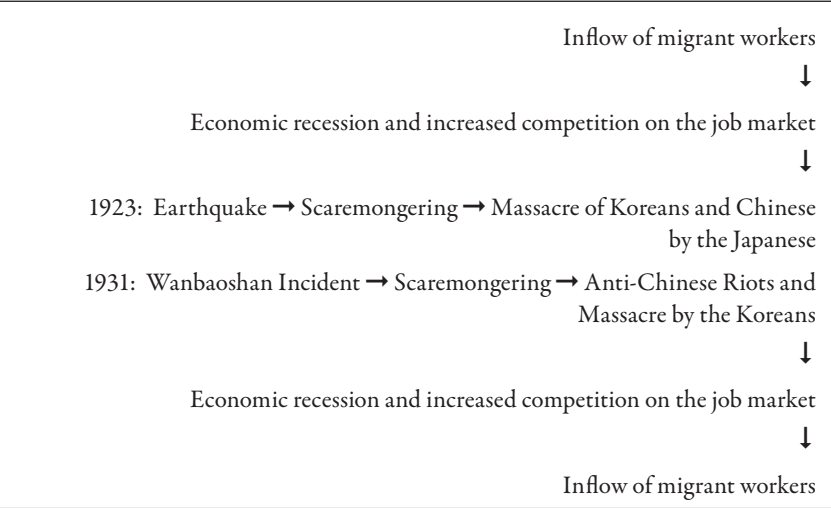 Inflow of migrant workers
↓
Economic recession and increased competition on the job market
↓
1923: Earthquake → Scaremongering → Massacre of Koreans and Chinese
by the Japanese
1931: Wanbaoshan Incident → Scaremongering → Anti-Chinese Riots and
Massacre by the Koreans
↓
Economic recession and increased competition on the job market
↓
Inflow of migrant workers